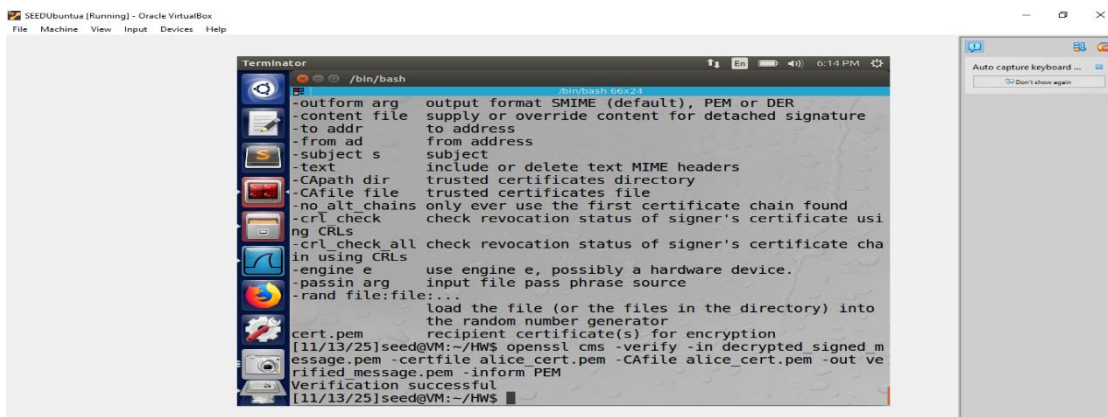 SEEDUbuntua [Running] - Oracle VirtualBox
File Machine View Input Devices Help
Terminator
En
6:14 PM
/bin/bash
/bin/bash 66x24
-outform arg output format SMIME (default), PEM or DER
-content file supply or override content for detached signature
-to addr to address
-from ad from address
-subject s subject
-text include or delete text MIME headers
-CApath dir trusted certificates directory
-CAfile file trusted certificates file
-no_alt_chains only ever use the first certificate chain found
-crl_check check revocation status of signer's certificate usi
ng CRLs
-crl_check_all check revocation status of signer's certificate cha
in using CRLs
-engine e use engine e, possibly a hardware device.
-passin arg input file pass phrase source
-rand file:file:...
load the file (or the files in the directory) into
the random number generator
cert.pem recipient certificate(s) for encryption
[11/13/25]seed@VM:~/HW$ openssl cms -verify -in decrypted_signed_m
essage.pem -certfile alice_cert.pem -CAfile alice_cert.pem -out ve
rified_message.pem -inform PEM
Verification successful
[11/13/25]seed@VM:~/HW$
Auto capture keyboard ...
Don't show again